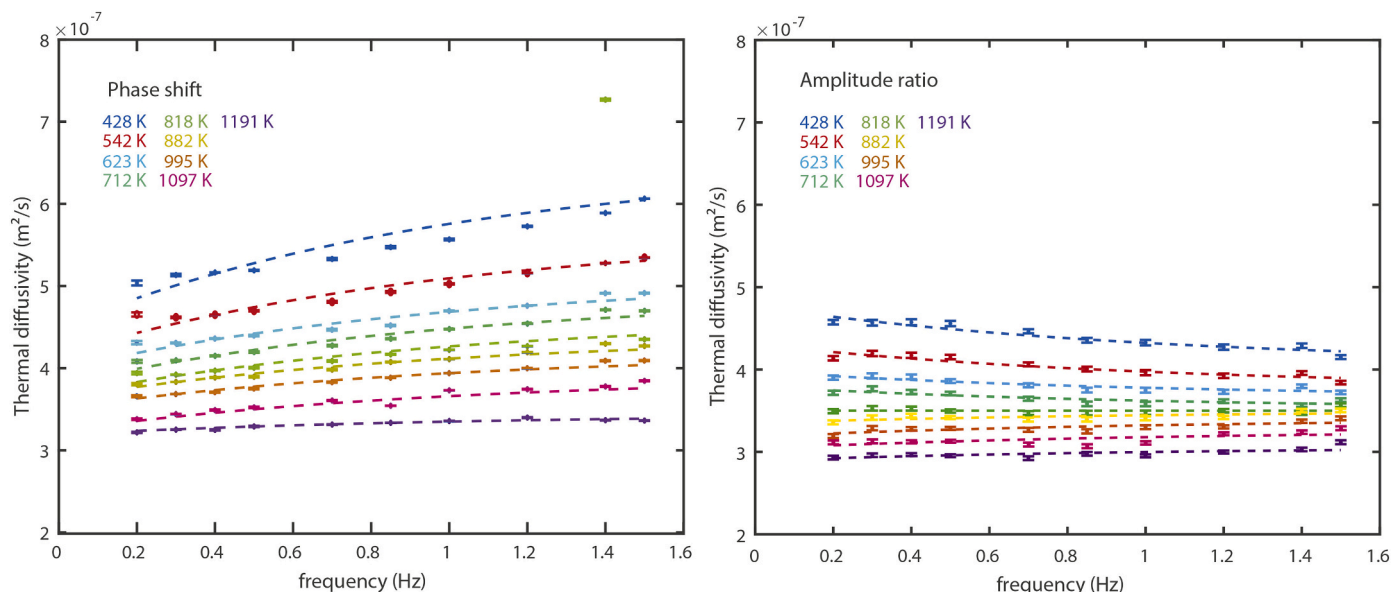 ×10⁻⁷
8
7
6
5
4
3
2
Thermal diffusivity (m²/s)
Phase shift
428 K 818 K 1191 K
542 K 882 K
623 K 995 K
712 K 1097 K
0 0.2 0.4 0.6 0.8 1 1.2 1.4 1.6
frequency (Hz)
×10⁻⁷
8
7
6
5
4
3
2
Thermal diffusivity (m²/s)
Amplitude ratio
428 K 818 K 1191 K
542 K 882 K
623 K 995 K
712 K 1097 K
0 0.2 0.4 0.6 0.8 1 1.2 1.4 1.6
frequency (Hz)